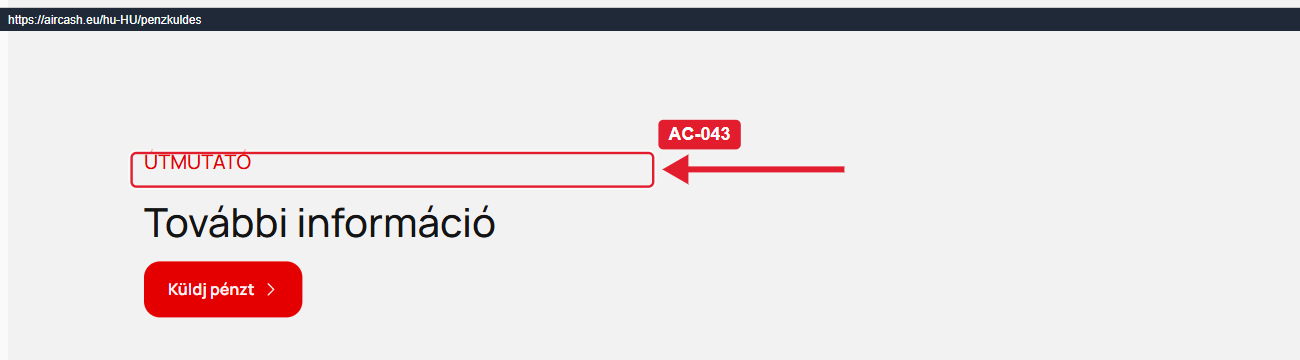 https://aircash.eu/hu-HU/penzkuldes
AC-043
ÚTMUTATÓ
További információ
Küldj pénzt